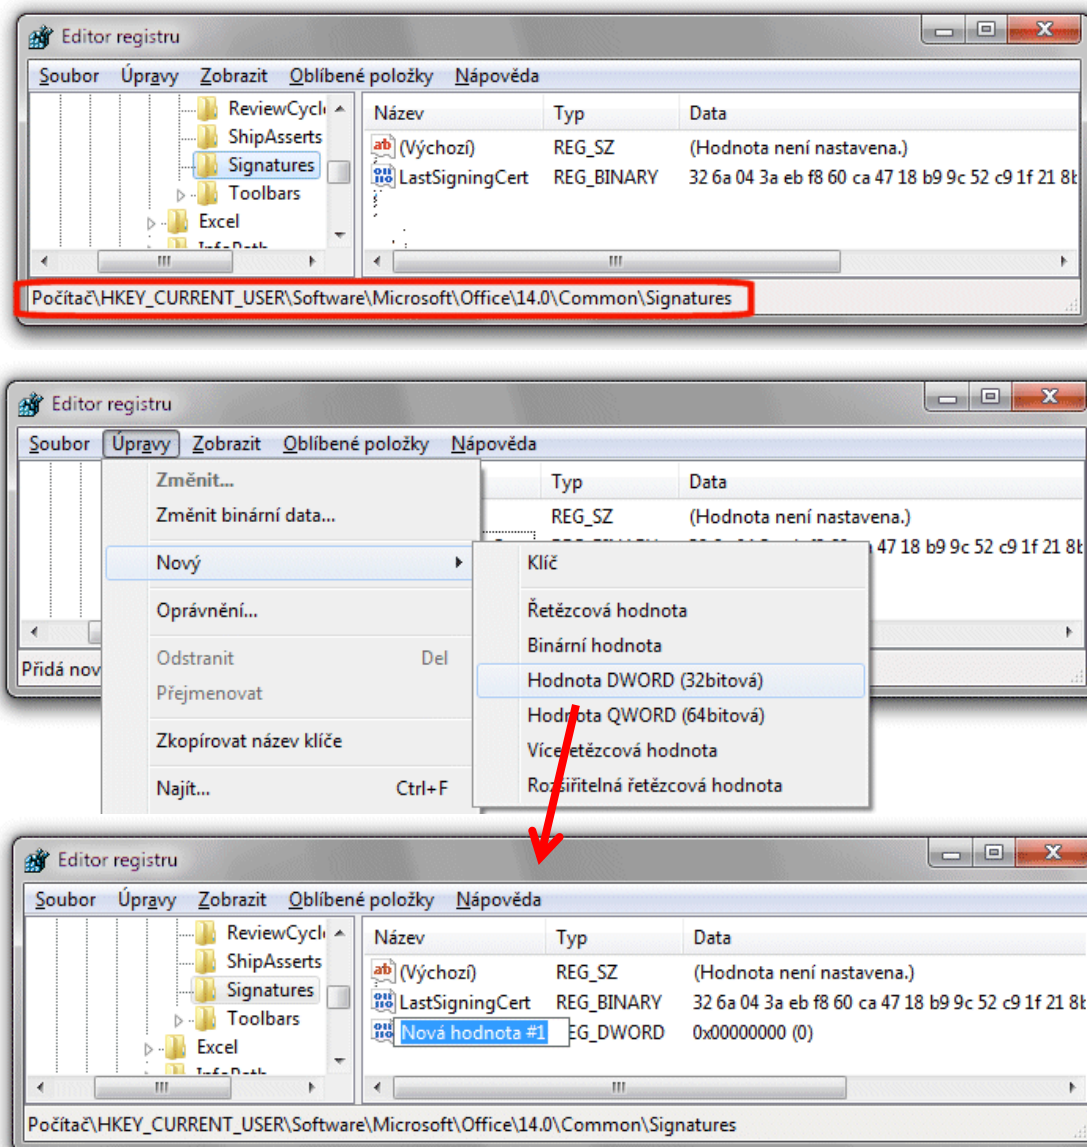 Editor registru
Soubor Úpravy Zobrazit Oblíbené položky Nápověda
ReviewCycl
ShipAsserts
Signatures
Toolbars
Excel
InfoPath
Název Typ Data
(Výchozí) REG_SZ (Hodnota není nastavena.)
LastSigningCert REG_BINARY 32 6a 04 3a eb f8 60 ca 47 18 b9 9c 52 c9 1f 21 8b
Počítač\HKEY_CURRENT_USER\Software\Microsoft\Office\14.0\Common\Signatures
Editor registru
Soubor Úpravy Zobrazit Oblíbené položky Nápověda
Typ Data
REG_SZ (Hodnota není nastavena.)
47 18 b9 9c 52 c9 1f 21 8b
Přidá nov
Změnit...
Změnit binární data...
Nový
Oprávnění...
Odstranit Del
Přejmenovat
Zkopírovat název klíče
Najít... Ctrl+F
Klíč
Řetězcová hodnota
Binární hodnota
Hodnota DWORD (32bitová)
Hodnota QWORD (64bitová)
Víceřetězcová hodnota
Rozšiřitelná řetězcová hodnota
Editor registru
Soubor Úpravy Zobrazit Oblíbené položky Nápověda
ReviewCycl
ShipAsserts
Signatures
Toolbars
Excel
InfoPath
Název Typ Data
(Výchozí) REG_SZ (Hodnota není nastavena.)
LastSigningCert REG_BINARY 32 6a 04 3a eb f8 60 ca 47 18 b9 9c 52 c9 1f 21 8b
Nová hodnota #1 EG_DWORD 0x00000000 (0)
Počítač\HKEY_CURRENT_USER\Software\Microsoft\Office\14.0\Common\Signatures